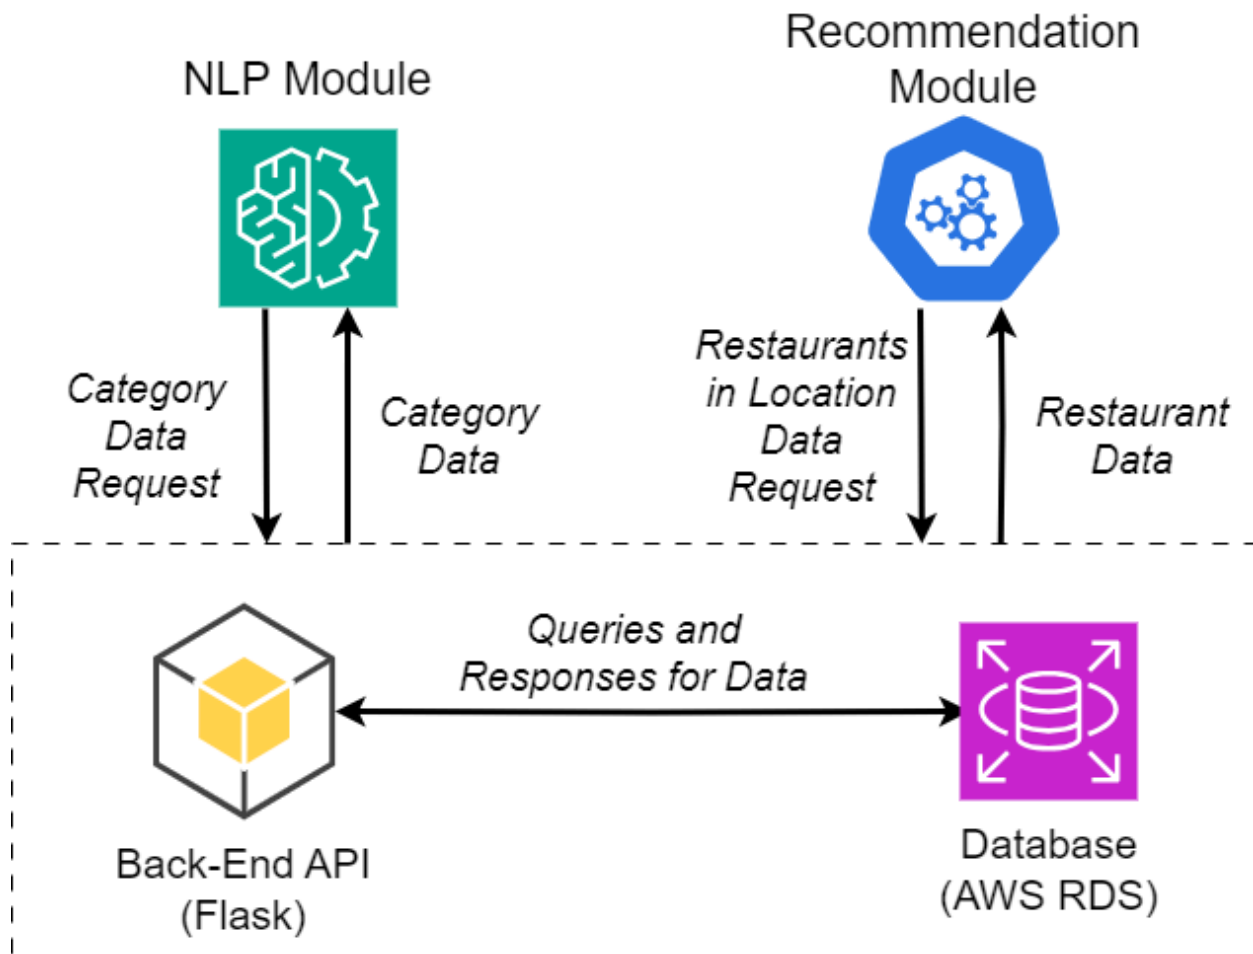 NLP Module
Recommendation
Module
Category
Data
Request
Category
Data
Restaurants
in Location
Data
Request
Restaurant
Data
Queries and
Responses for Data
Back-End API
(Flask)
Database
(AWS RDS)